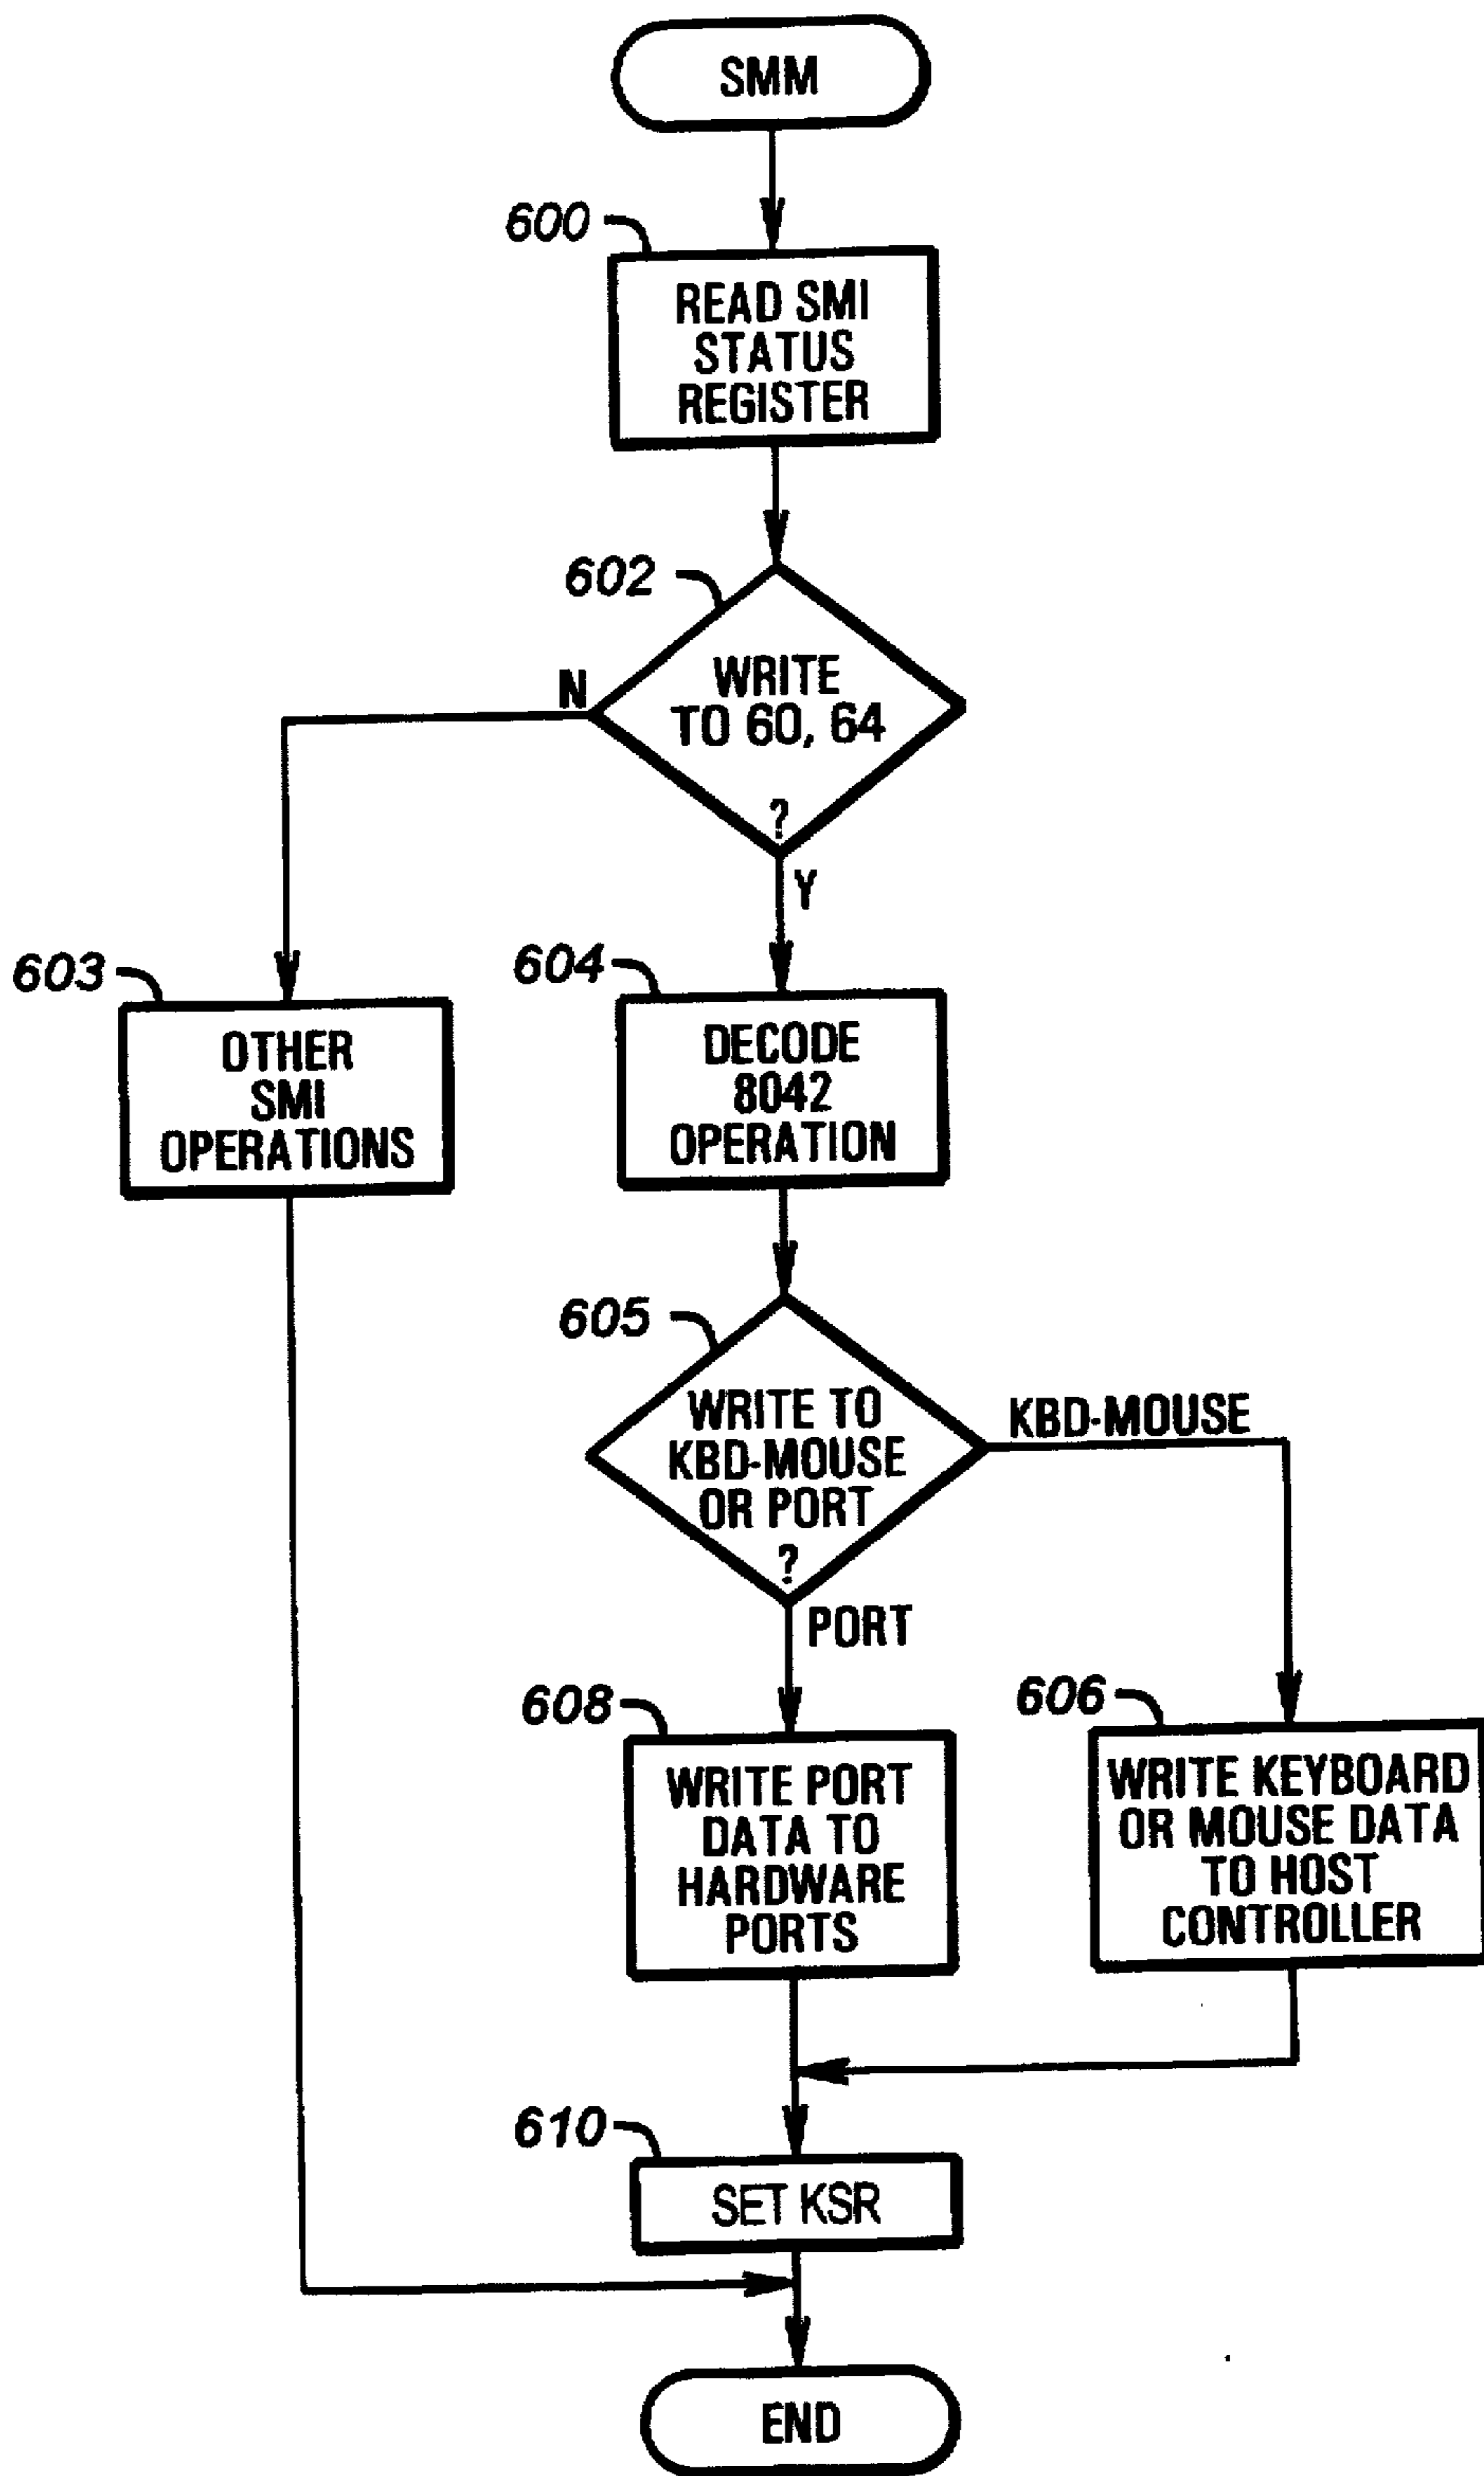 SMM
600
READ SMI
STATUS
REGISTER
602
WRITE
TO 60, 64
?
N
Y
603
OTHER
SMI
OPERATIONS
604
DECODE
8042
OPERATION
605
WRITE TO
KBD-MOUSE
OR PORT
?
KBD-MOUSE
PORT
608
WRITE PORT
DATA TO
HARDWARE
PORTS
606
WRITE KEYBOARD
OR MOUSE DATA
TO HOST
CONTROLLER
610
SET KSR
END